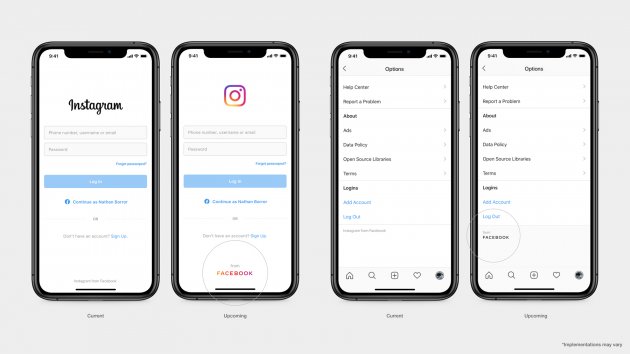 9:41
Instagram
Phone number, username or email
Password
Forgot password?
Log In
Continue as Nathan Borror
OR
Don't have an account? Sign Up.
Instagram from Facebook
Current
9:41
Phone number, username or email
Password
Forgot password?
Log In
Continue as Nathan Borror
OR
Don't have an account? Sign Up.
from
FACEBOOK
Upcoming
9:41
Options
Help Center
Report a Problem
About
Ads
Data Policy
Open Source Libraries
Terms
Logins
Add Account
Log Out
Instagram from Facebook
Current
9:41
Options
Help Center
Report a Problem
About
Ads
Data Policy
Open Source Libraries
Terms
Logins
Add Account
Log Out
from
FACEBOOK
Upcoming
*Implementations may vary